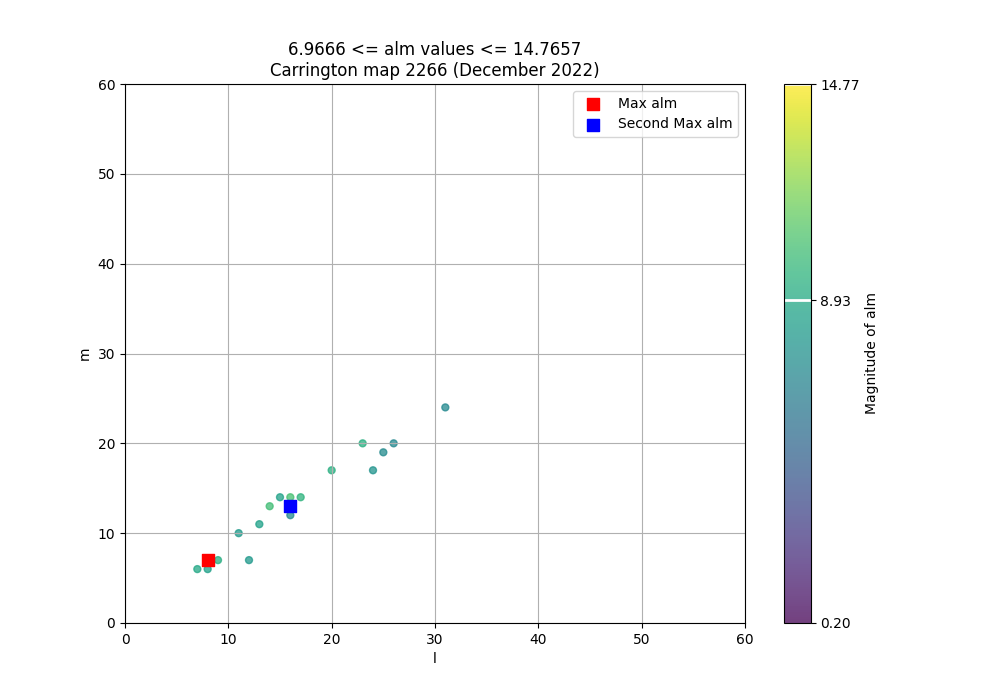 6.9666 <= alm values <= 14.7657
Carrington map 2266 (December 2022)
Max alm
Second Max alm
60
50
40
30
20
10
0
m
0 10 20 30 40 50 60
l
14.77
8.93
0.20
Magnitude of alm